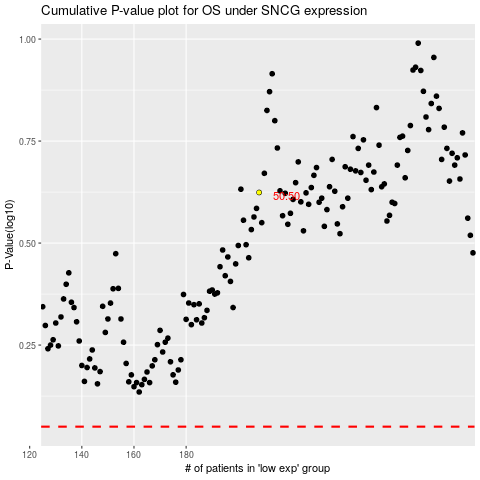 Cumulative P-value plot for OS under SNCG expression
1.00
0.75
0.50
0.25
P-Value(log10)
50:50
120 140 160 180
# of patients in 'low exp' group